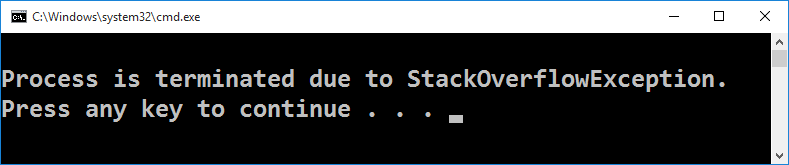 C:\Windows\system32\cmd.exe
Process is terminated due to StackOverflowException.
Press any key to continue . . .